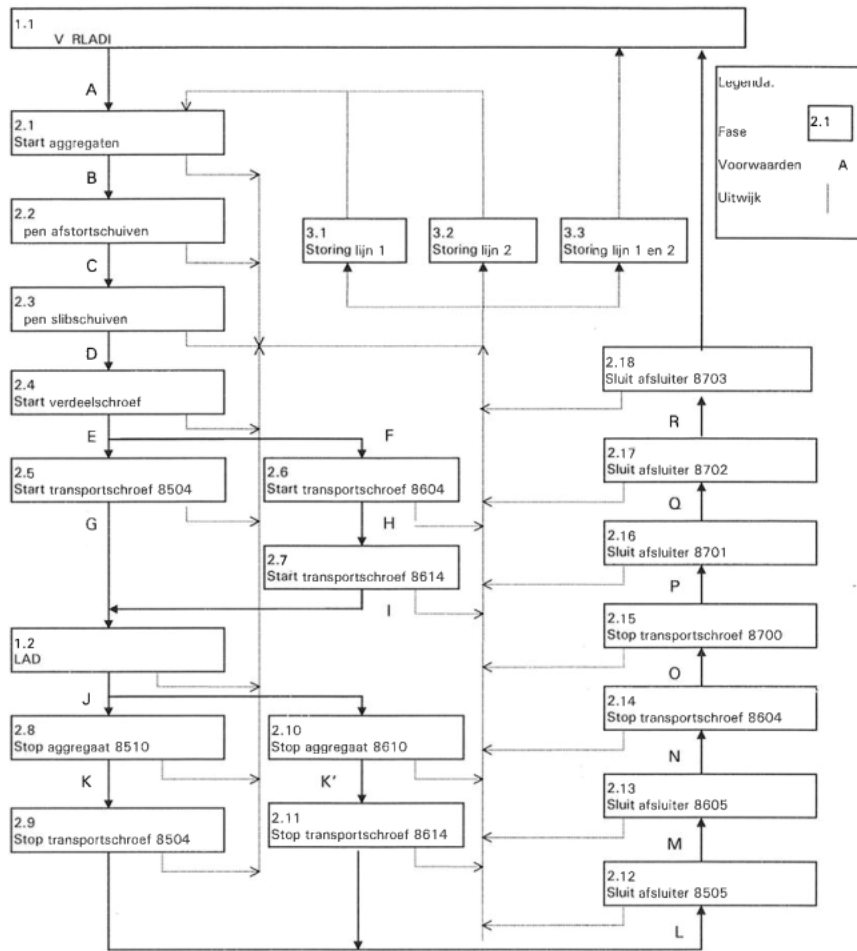 1.1
V RLADI
A
2.1
Start aggregaten
B
2.2
pen afstortschuiven
C
2.3
pen slibschuiven
D
2.4
Start verdeelschroef
E
F
2.5
Start transportschroef 8504
2.6
Start transportschroef 8604
G
H
2.7
Start transportschroef 8614
I
1.2
LAD
J
2.8
Stop aggregaat 8510
2.10
Stop aggregaat 8610
K
K'
2.9
Stop transportschroef 8504
2.11
Stop transportschroef 8614
3.1
Storing lijn 1
3.2
Storing lijn 2
3.3
Storing lijn 1 en 2
2.18
Sluit afsluiter 8703
R
2.17
Sluit afsluiter 8702
Q
2.16
Sluit afsluiter 8701
P
2.15
Stop transportschroef 8700
O
2.14
Stop transportschroef 8604
N
2.13
Sluit afsluiter 8605
M
2.12
Sluit afsluiter 8505
L
Legenda.
Fase
2.1
Voorwaarden A
Uitwijk